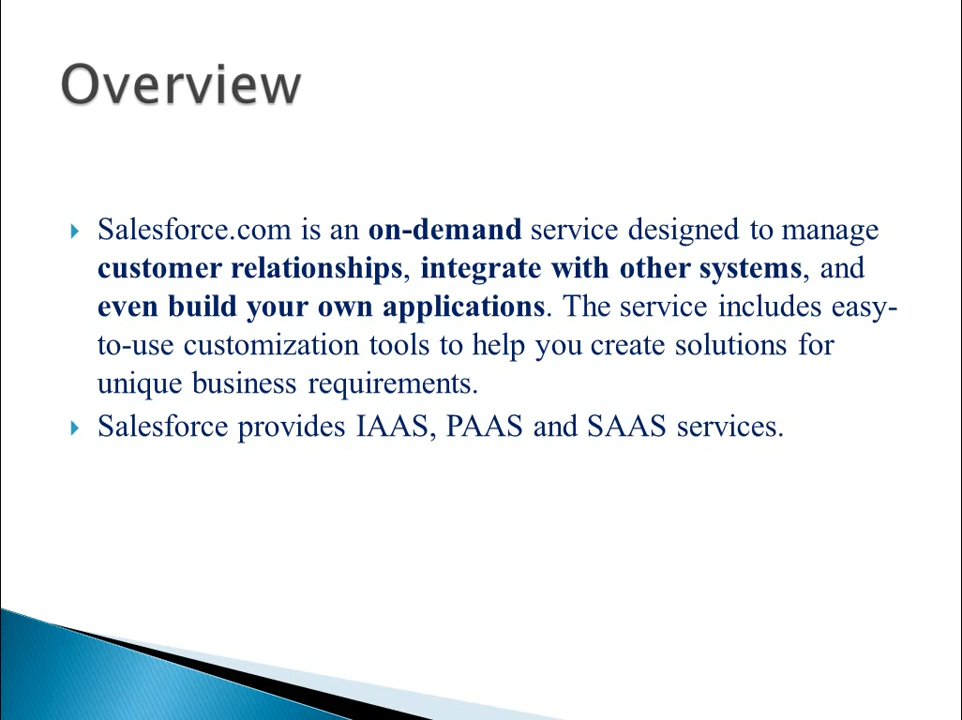 Overview
Salesforce.com is an on-demand service designed to manage
customer relationships, integrate with other systems, and
even build your own applications. The service includes easy-
to-use customization tools to help you create solutions for
unique business requirements.
Salesforce provides IAAS, PAAS and SAAS services.